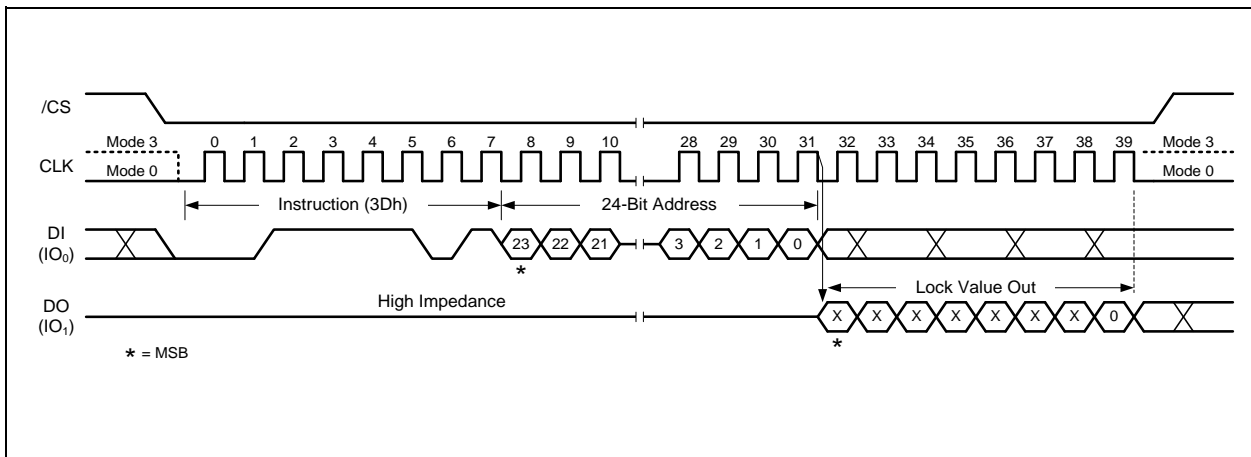 /CS
Mode 3 0 1 2 3 4 5 6 7 8 9 10 28 29 30 31 32 33 34 35 36 37 38 39 Mode 3
CLK Mode 0 Mode 0
Instruction (3Dh) 24-Bit Address
DI
(IO₀)
23 22 21 3 2 1 0
*
Lock Value Out
High Impedance
DO
(IO₁)
X X X X X X X 0
*
* = MSB